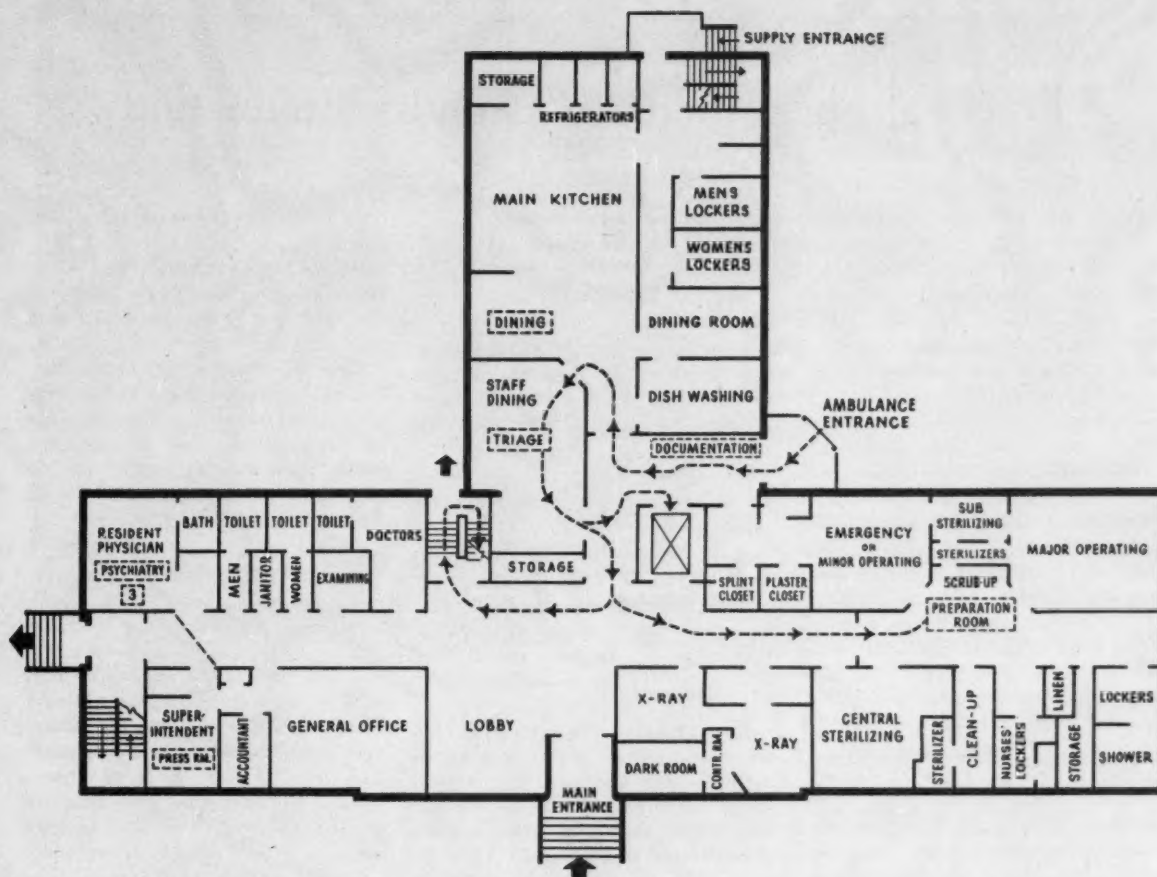 SUPPLY ENTRANCE
STORAGE
REFRIGERATORS
MAIN KITCHEN
MEN'S
LOCKERS
WOMENS
LOCKERS
DINING
DINING ROOM
STAFF
DINING
DISH WASHING
TRIAGE
DOCUMENTATION
AMBULANCE
ENTRANCE
RESIDENT
PHYSICIAN
PSYCHIATRY
3
BATH
TOILET
TOILET
TOILET
DOCTORS
MEN
JANITOR
WOMEN
EXAMINING
STORAGE
SPLINT
CLOSET
PLASTER
CLOSET
EMERGENCY
OR
MINOR OPERATING
SUB
STERILIZING
STERILIZERS
SCRUB-UP
MAJOR OPERATING
PREPARATION
ROOM
SUPER-
INTENDENT
PRESS RM.
ACCOUNTANT
GENERAL OFFICE
LOBBY
MAIN
ENTRANCE
X-RAY
DARK ROOM
CONTR. RM.
X-RAY
CENTRAL
STERILIZING
STERILIZER
CLEAN-UP
NURSES'
LOCKERS
LINEN
STORAGE
LOCKERS
SHOWER